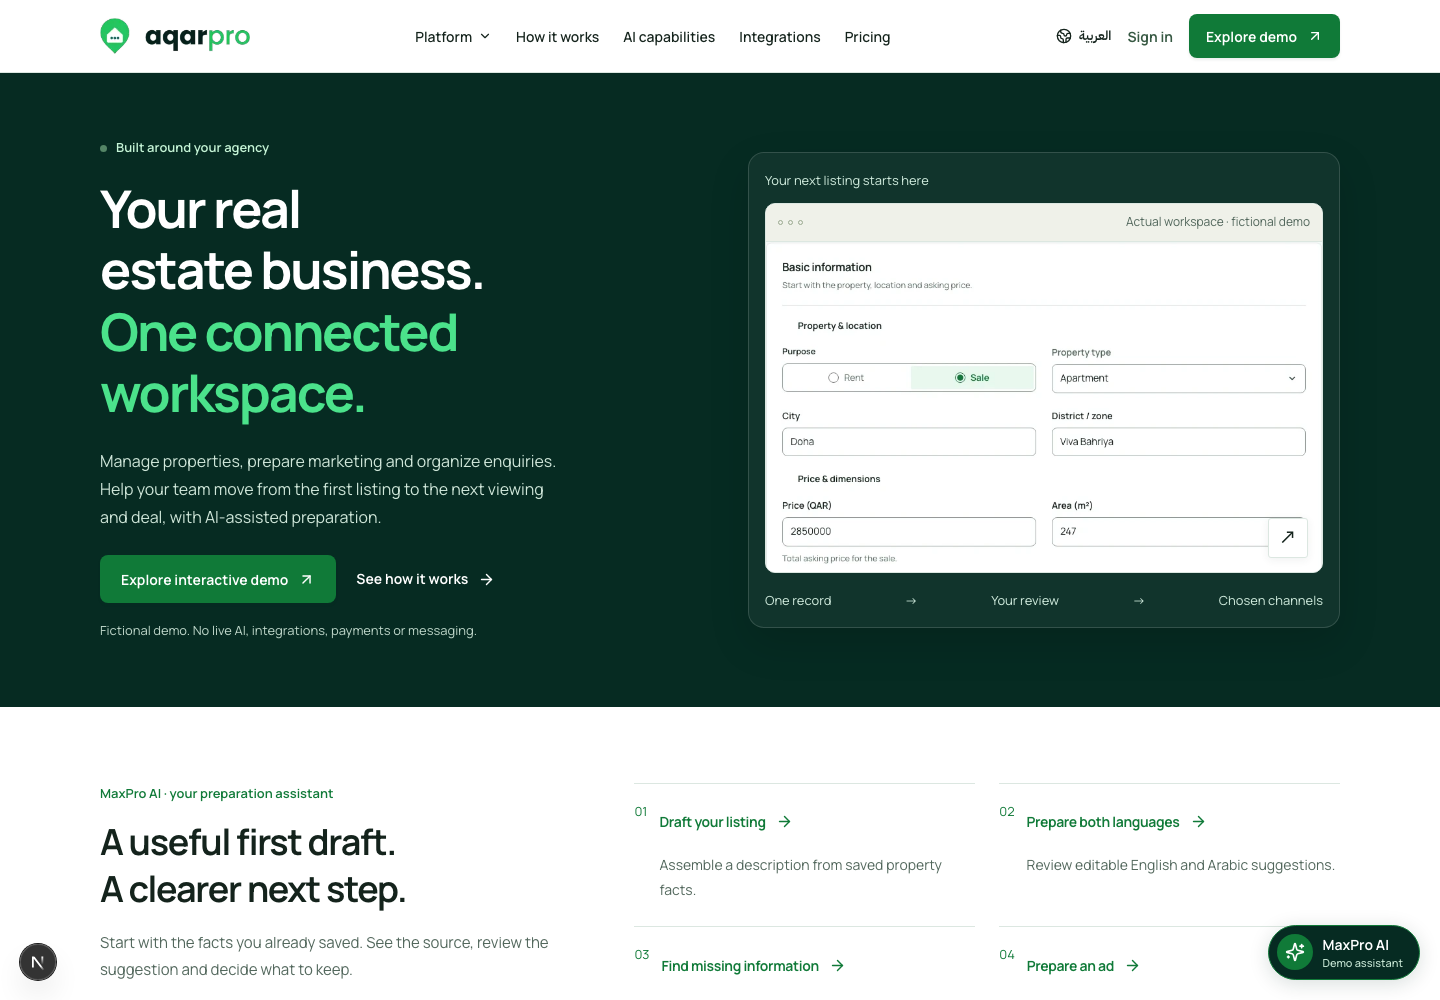 aqarpro
Platform
How it works
AI capabilities
Integrations
Pricing
العربية
Sign in
Explore demo
Built around your agency
Your real
estate business.
One connected
workspace.
Manage properties, prepare marketing and organize enquiries.
Help your team move from the first listing to the next viewing
and deal, with AI-assisted preparation.
Explore interactive demo
See how it works
Fictional demo. No live AI, integrations, payments or messaging.
Your next listing starts here
Actual workspace · fictional demo
Basic information
Start with the property, location and asking price.
Property & location
Purpose
Rent
Sale
Property type
Apartment
City
Doha
District / zone
Viva Bahriya
Price & dimensions
Price (QAR)
2850000
Total asking price for the sale.
Area (m²)
247
One record → Your review → Chosen channels
MaxPro AI · your preparation assistant
A useful first draft.
A clearer next step.
Start with the facts you already saved. See the source, review the
suggestion and decide what to keep.
01
Draft your listing
Assemble a description from saved property
facts.
02
Prepare both languages
Review editable English and Arabic suggestions.
03
Find missing information
04
Prepare an ad
N
MaxPro AI
Demo assistant